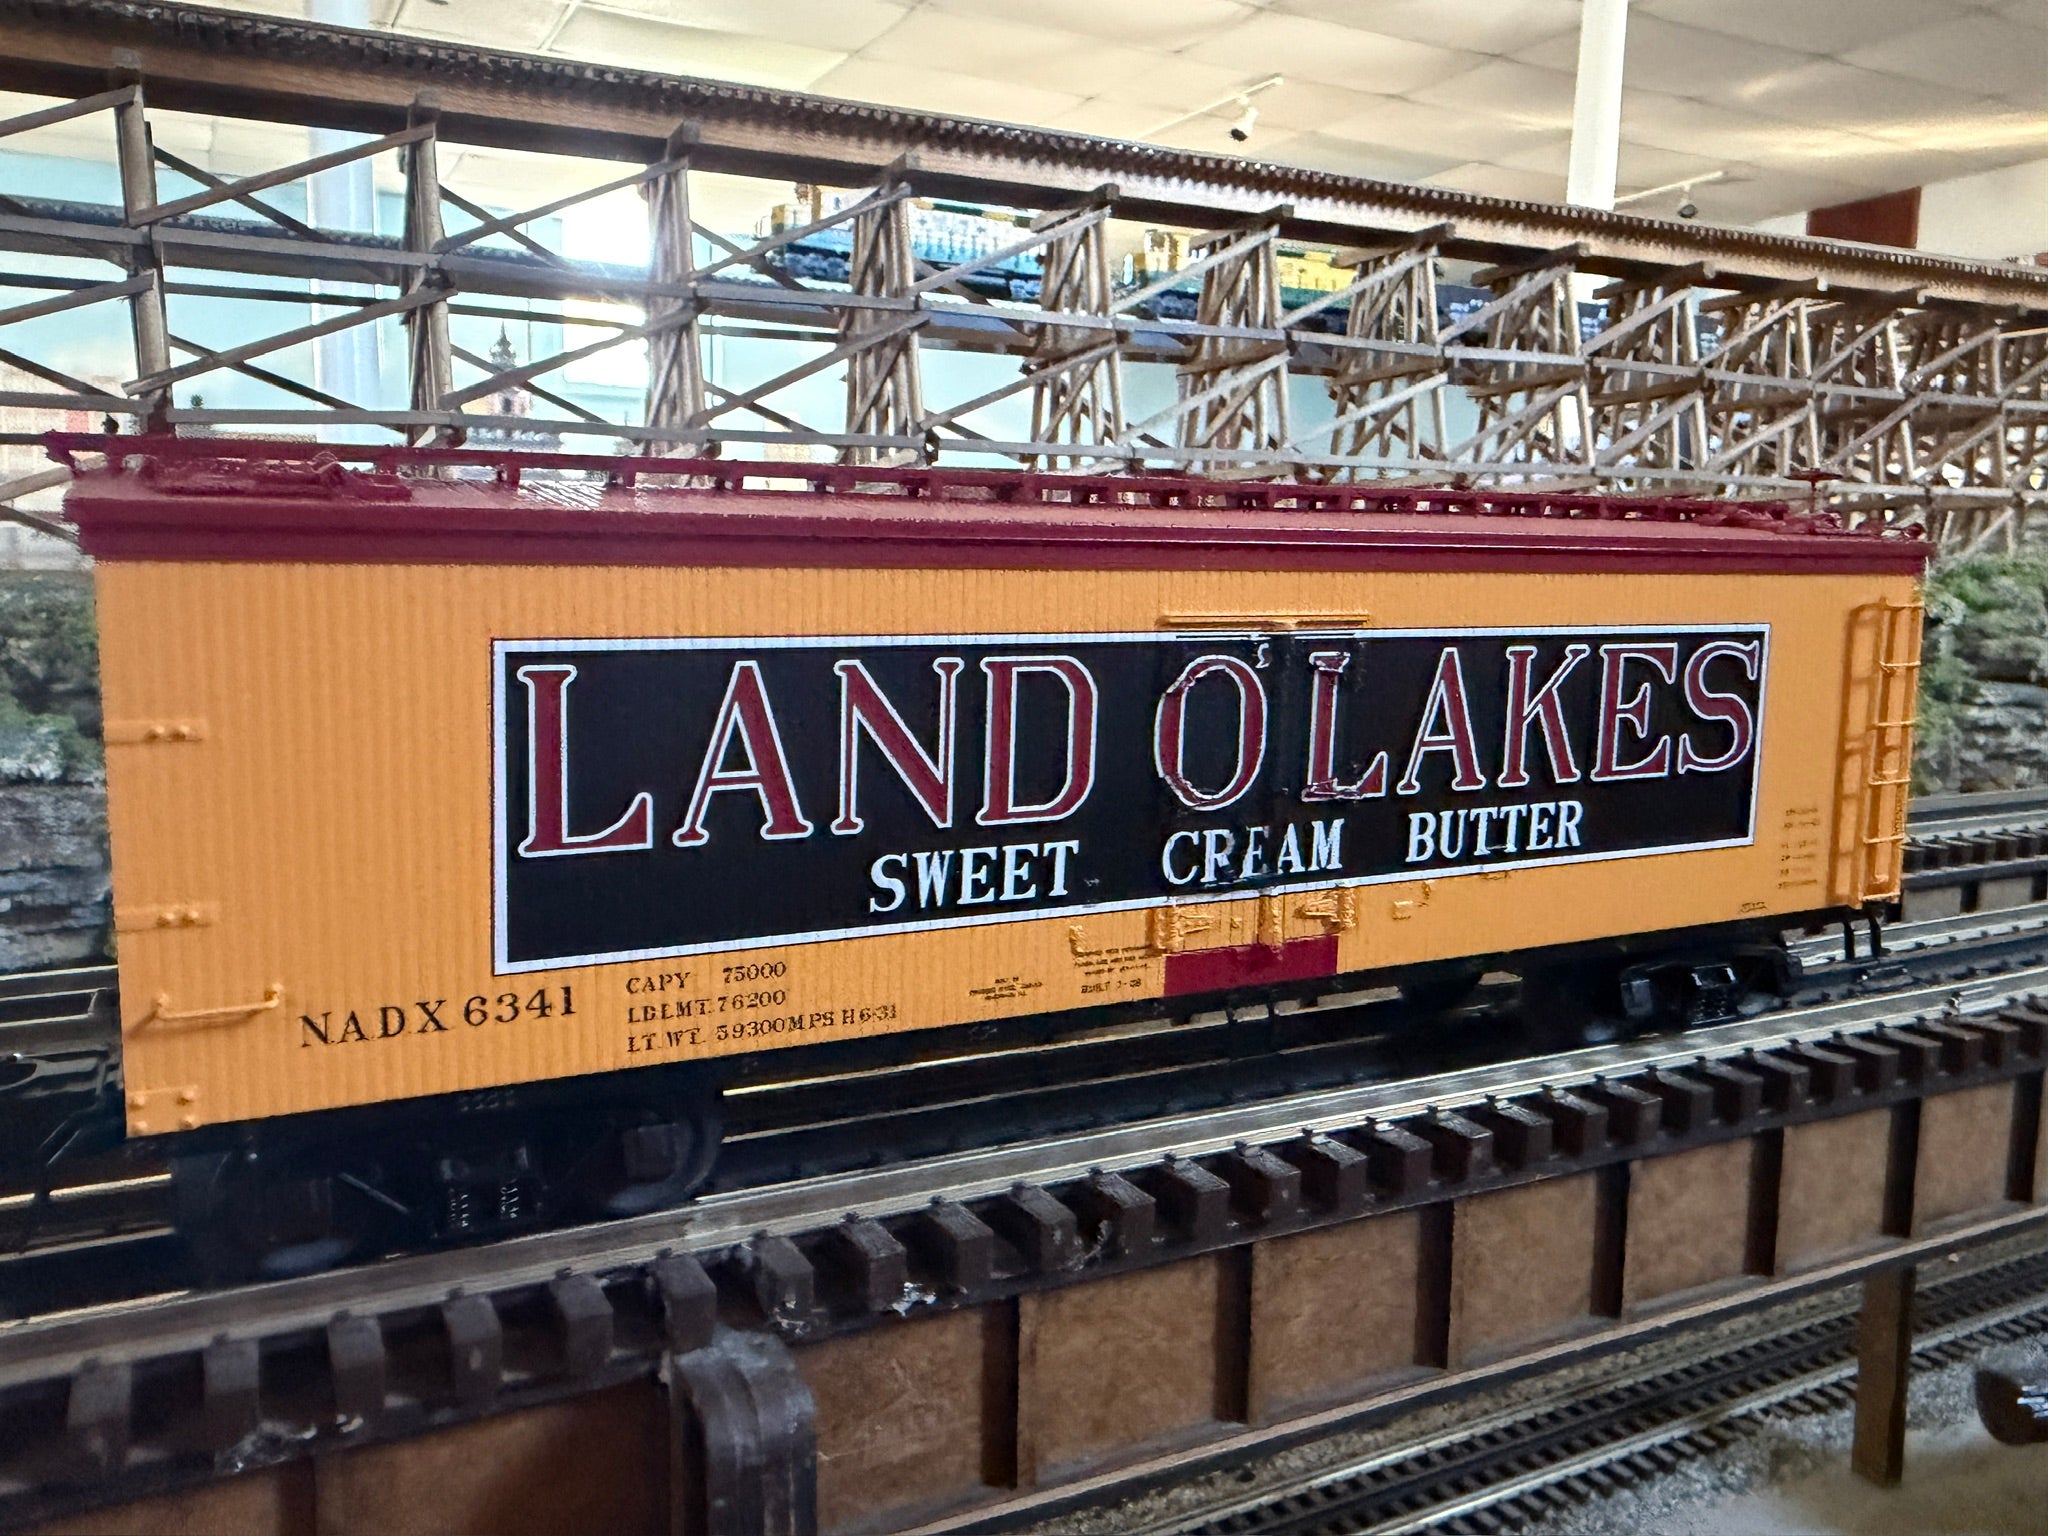 LAND O'LAKES
SWEET CREAM BUTTER
NADX 6341
CAPY 75000
LD LMT. 76200
LT. WT. 59300 MPS H 6-31